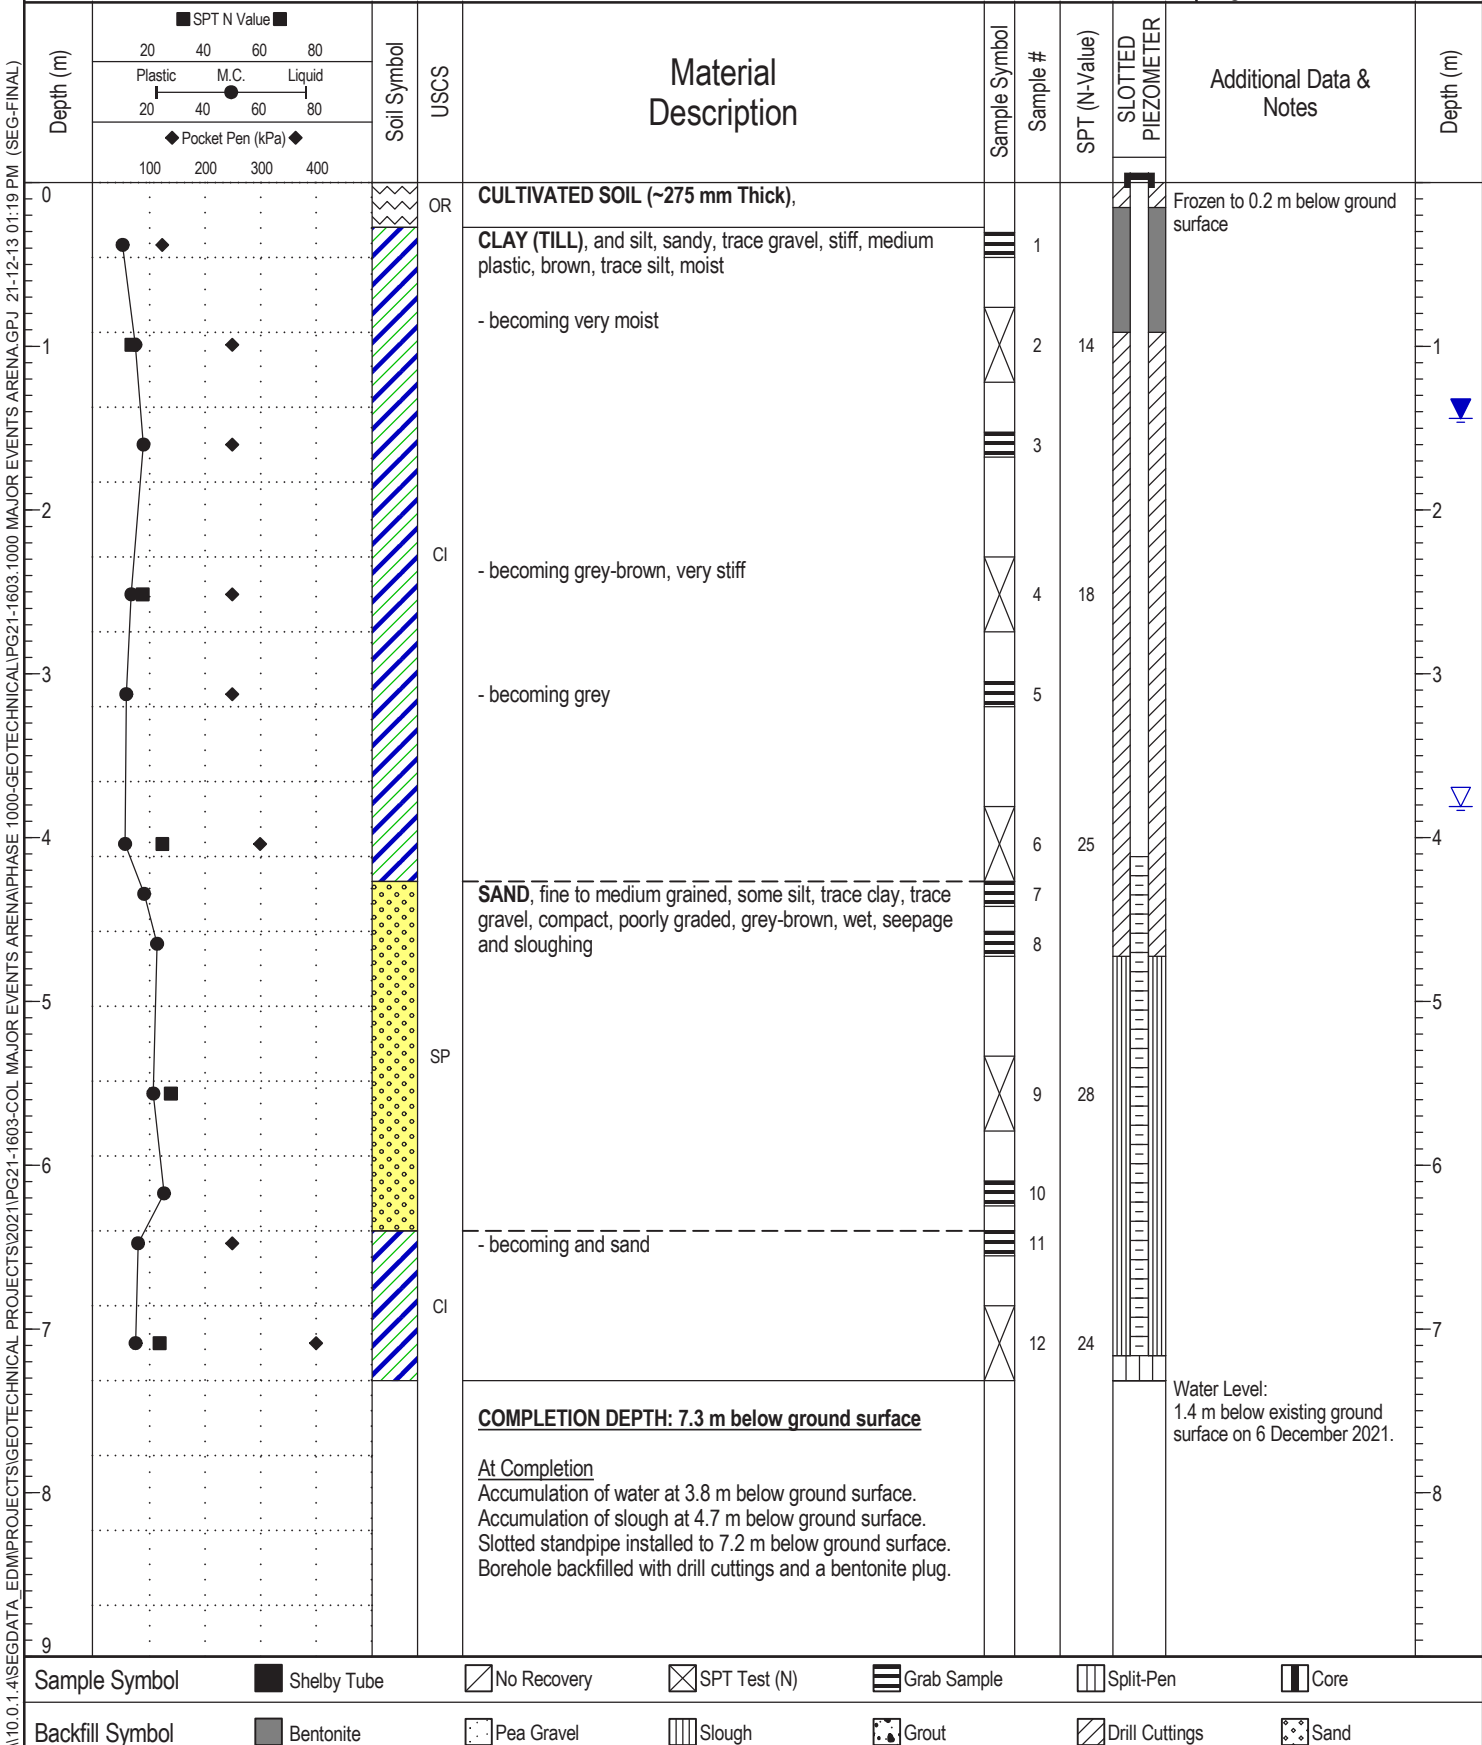 \\10.0.1.4\SEGDATA_EDM\PROJECTS\GEOTECHNICAL PROJECTS\2021\PG21-1603-COL MAJOR EVENTS ARENA\PHASE 1000-GEOTECHNICAL\PG21-1603.1000 MAJOR EVENTS ARENA.GPJ 21-12-13 01:19 PM (SEG-FINAL)
Depth (m)
SPT N Value
20 40 60 80
Plastic M.C. Liquid
20 40 60 80
Pocket Pen (kPa)
100 200 300 400
Soil Symbol
USCS
Material
Description
Sample Symbol
Sample #
SPT (N-Value)
SLOTTED
PIEZOMETER
Additional Data &
Notes
Depth (m)
0
OR
CULTIVATED SOIL (~275 mm Thick),
Frozen to 0.2 m below ground
surface
CLAY (TILL), and silt, sandy, trace gravel, stiff, medium
plastic, brown, trace silt, moist
1
- becoming very moist
1 2 14 1
3
2 2
CI
- becoming grey-brown, very stiff
4 18
3 3
- becoming grey
5
4 6 25 4
SAND, fine to medium grained, some silt, trace clay, trace
gravel, compact, poorly graded, grey-brown, wet, seepage
and sloughing
7
8
5 5
SP
9 28
6 6
10
- becoming and sand
11
CI
7 12 24 7
Water Level:
1.4 m below existing ground
surface on 6 December 2021.
COMPLETION DEPTH: 7.3 m below ground surface
At Completion
Accumulation of water at 3.8 m below ground surface.
Accumulation of slough at 4.7 m below ground surface.
Slotted standpipe installed to 7.2 m below ground surface.
Borehole backfilled with drill cuttings and a bentonite plug.
8 8
9
Sample Symbol Shelby Tube No Recovery SPT Test (N) Grab Sample Split-Pen Core
Backfill Symbol Bentonite Pea Gravel Slough Grout Drill Cuttings Sand